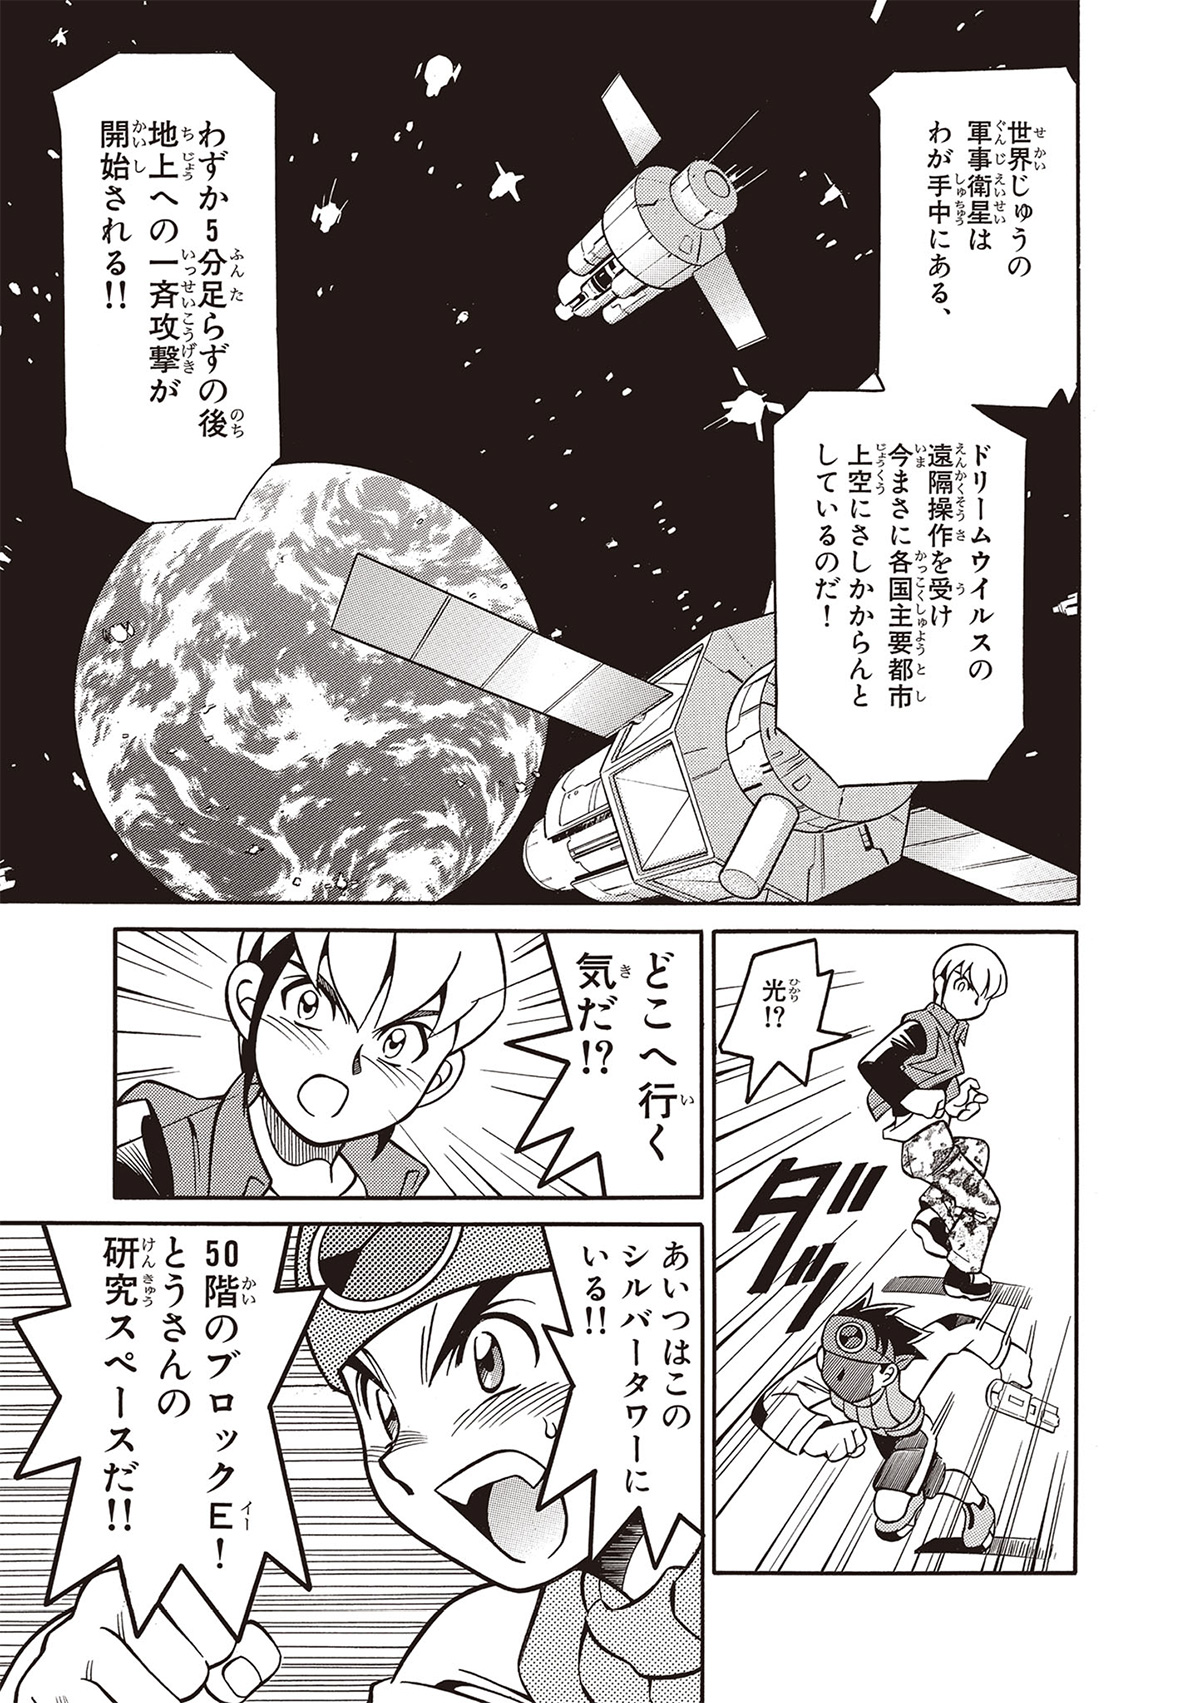 世界じゅうの
軍事衛星は
わが手中にある、
ドリームウイルスの
遠隔操作を受け
今まさに各国主要都市
上空にさしかからんと
しているのだ！
わずか5分足らずの後
地上への一斉攻撃が
開始される!!
光!?
ダダッ
どこへ行く
気だ!?
あいつはこの
シルバータワーに
いる!!
50階のブロックE！
とうさんの
研究スペースだ!!